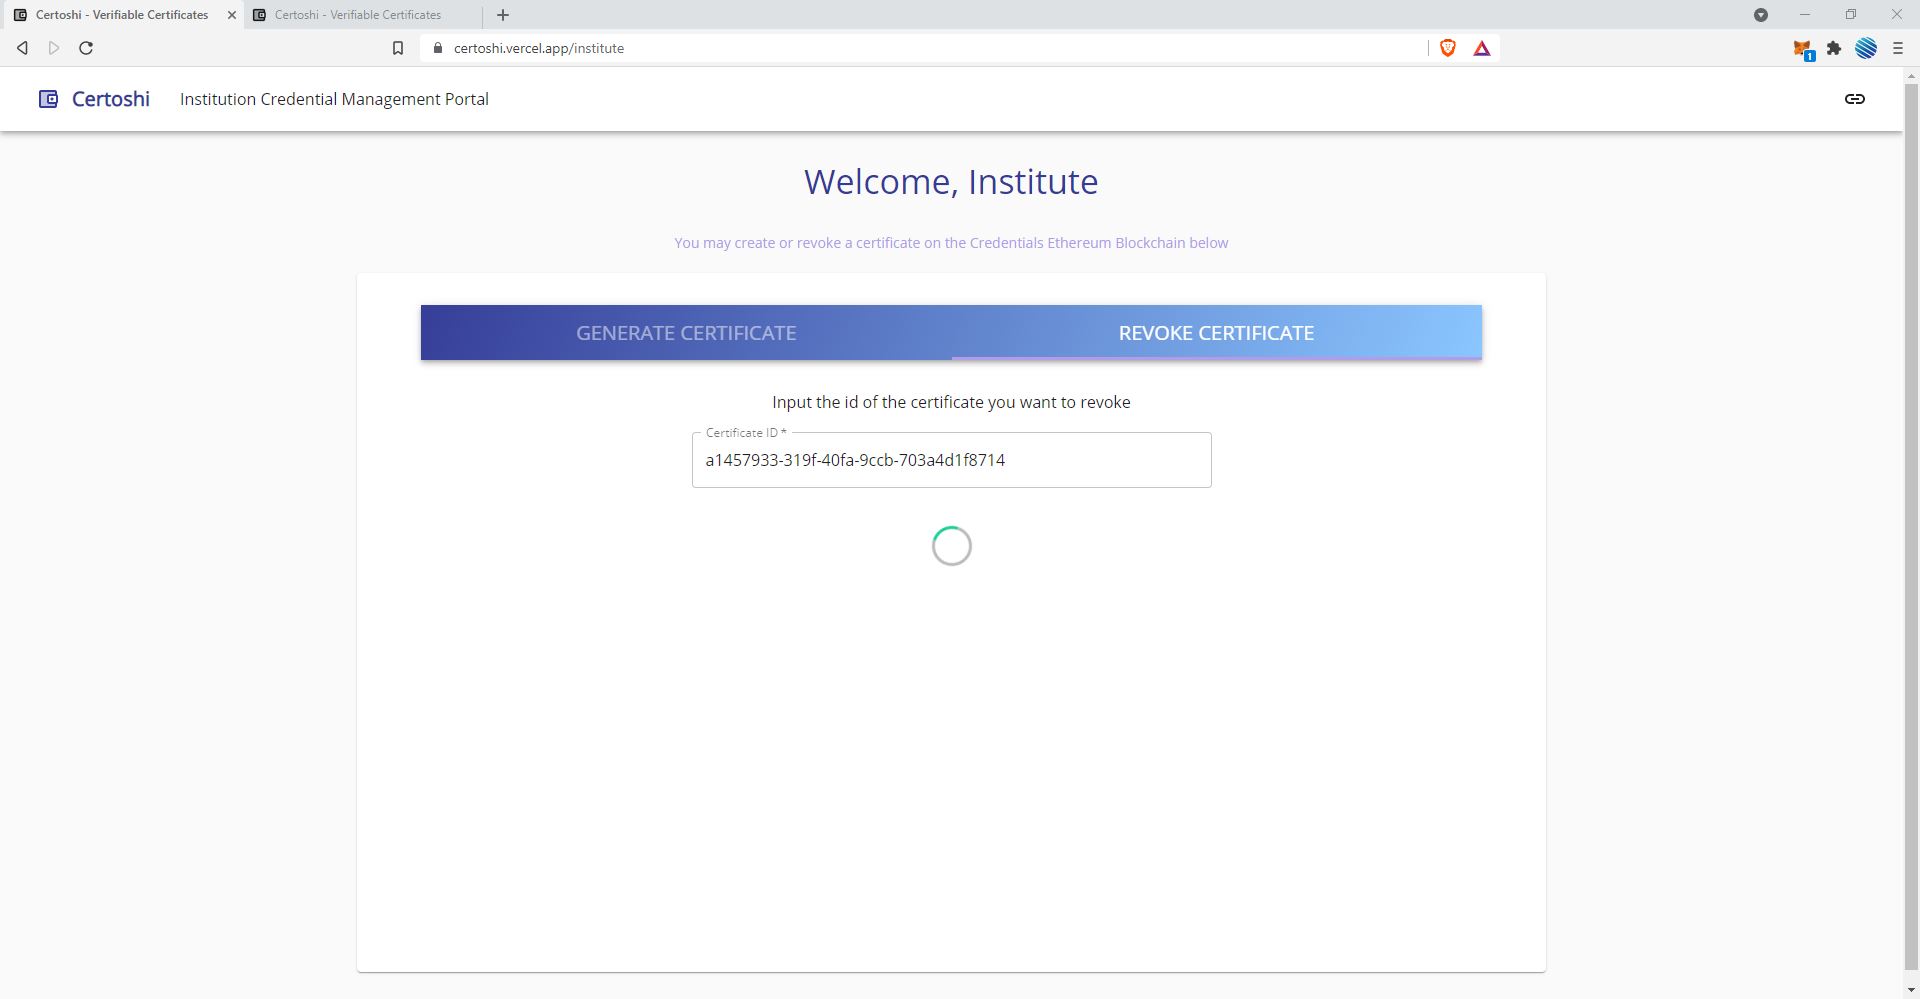 Certoshi - Verifiable Certificates
Certoshi - Verifiable Certificates
certoshi.vercel.app/institute
1
Certoshi
Institution Credential Management Portal
Welcome, Institute
You may create or revoke a certificate on the Credentials Ethereum Blockchain below
GENERATE CERTIFICATE
REVOKE CERTIFICATE
Input the id of the certificate you want to revoke
Certificate ID *
a1457933-319f-40fa-9ccb-703a4d1f8714